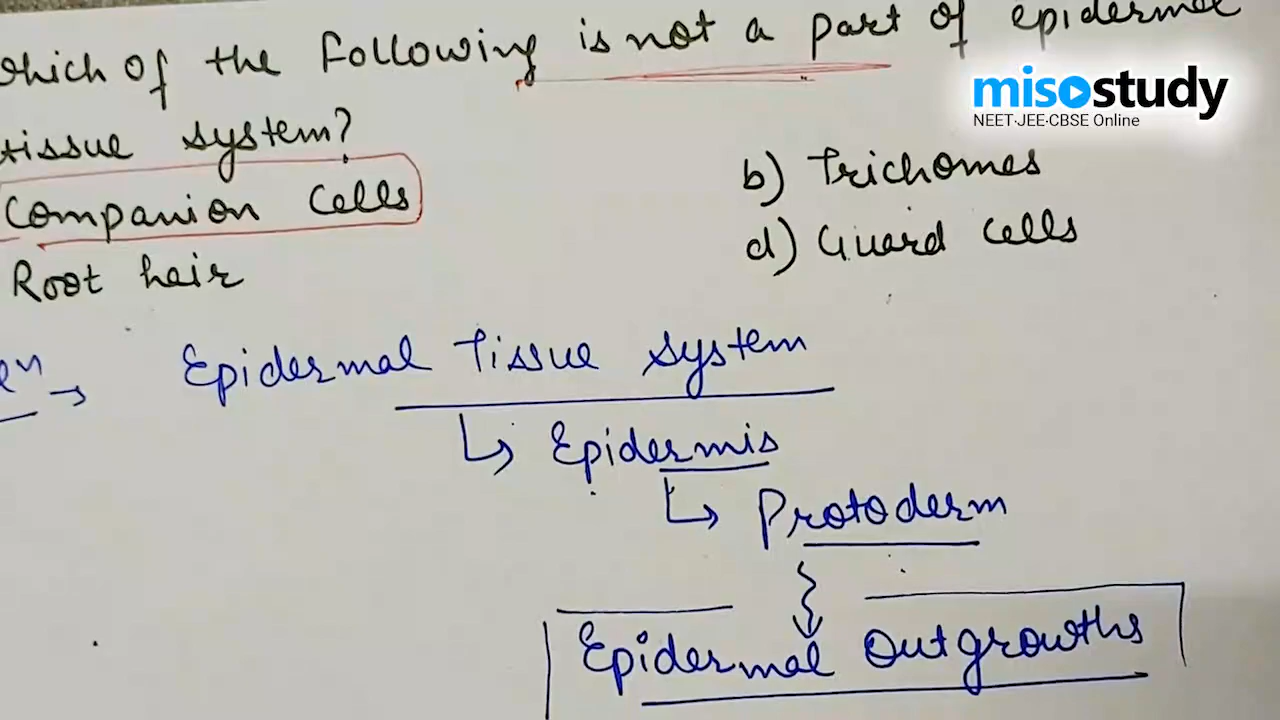 which of the following is not a part of epidermal
tissue system?
Companion Cells
b) Trichomes
Root hair
d) Guard cells
Epidermal Tissue system
Epidermis
Protoderm
Epidermal Outgrowths
misostudy
NEET·JEE·CBSE Online